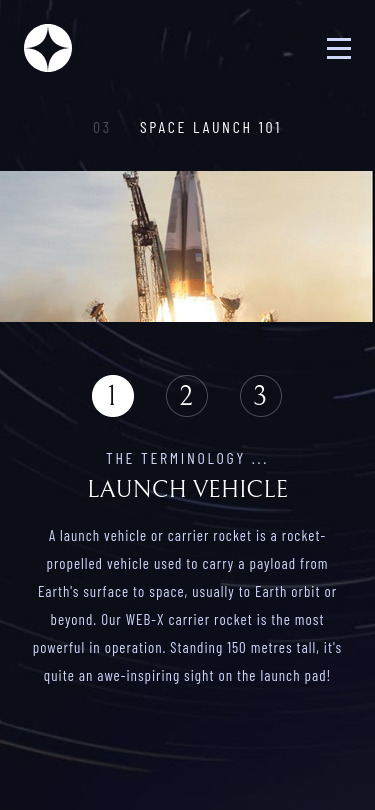 03 SPACE LAUNCH 101
1 2 3
THE TERMINOLOGY ...
LAUNCH VEHICLE
A launch vehicle or carrier rocket is a rocket-
propelled vehicle used to carry a payload from
Earth's surface to space, usually to Earth orbit or
beyond. Our WEB-X carrier rocket is the most
powerful in operation. Standing 150 metres tall, it's
quite an awe-inspiring sight on the launch pad!